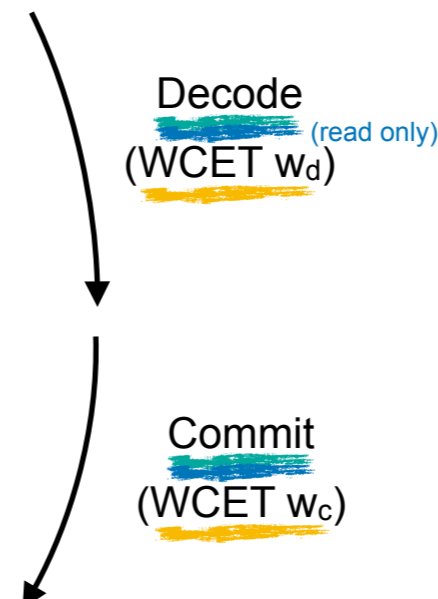 Decode
(read only)
(WCET wd)
Commit
(WCET wc)